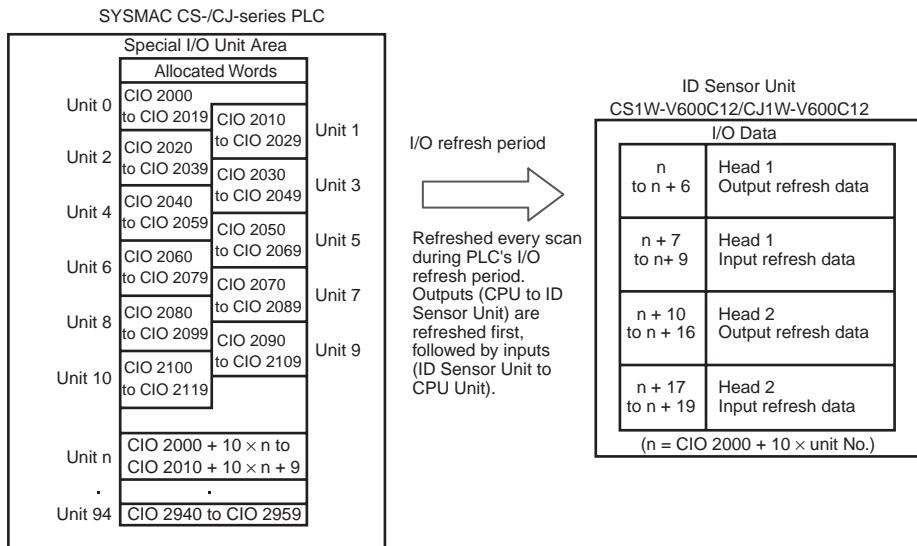 SYSMAC CS-/CJ-series PLC
Special I/O Unit Area
Allocated Words
Unit 0
CIO 2000
to CIO 2019
CIO 2010
to CIO 2029
Unit 1
Unit 2
CIO 2020
to CIO 2039
CIO 2030
to CIO 2049
Unit 3
Unit 4
CIO 2040
to CIO 2059
CIO 2050
to CIO 2069
Unit 5
Unit 6
CIO 2060
to CIO 2079
CIO 2070
to CIO 2089
Unit 7
Unit 8
CIO 2080
to CIO 2099
CIO 2090
to CIO 2109
Unit 9
Unit 10
CIO 2100
to CIO 2119
Unit n
CIO 2000 + 10 × n to
CIO 2010 + 10 × n + 9
. .
Unit 94
CIO 2940 to CIO 2959
I/O refresh period
Refreshed every scan
during PLC's I/O
refresh period.
Outputs (CPU to ID
Sensor Unit) are
refreshed first,
followed by inputs
(ID Sensor Unit to
CPU Unit).
ID Sensor Unit
CS1W-V600C12/CJ1W-V600C12
I/O Data
n
to n + 6
Head 1
Output refresh data
n + 7
to n+ 9
Head 1
Input refresh data
n + 10
to n + 16
Head 2
Output refresh data
n + 17
to n + 19
Head 2
Input refresh data
(n = CIO 2000 + 10 × unit No.)